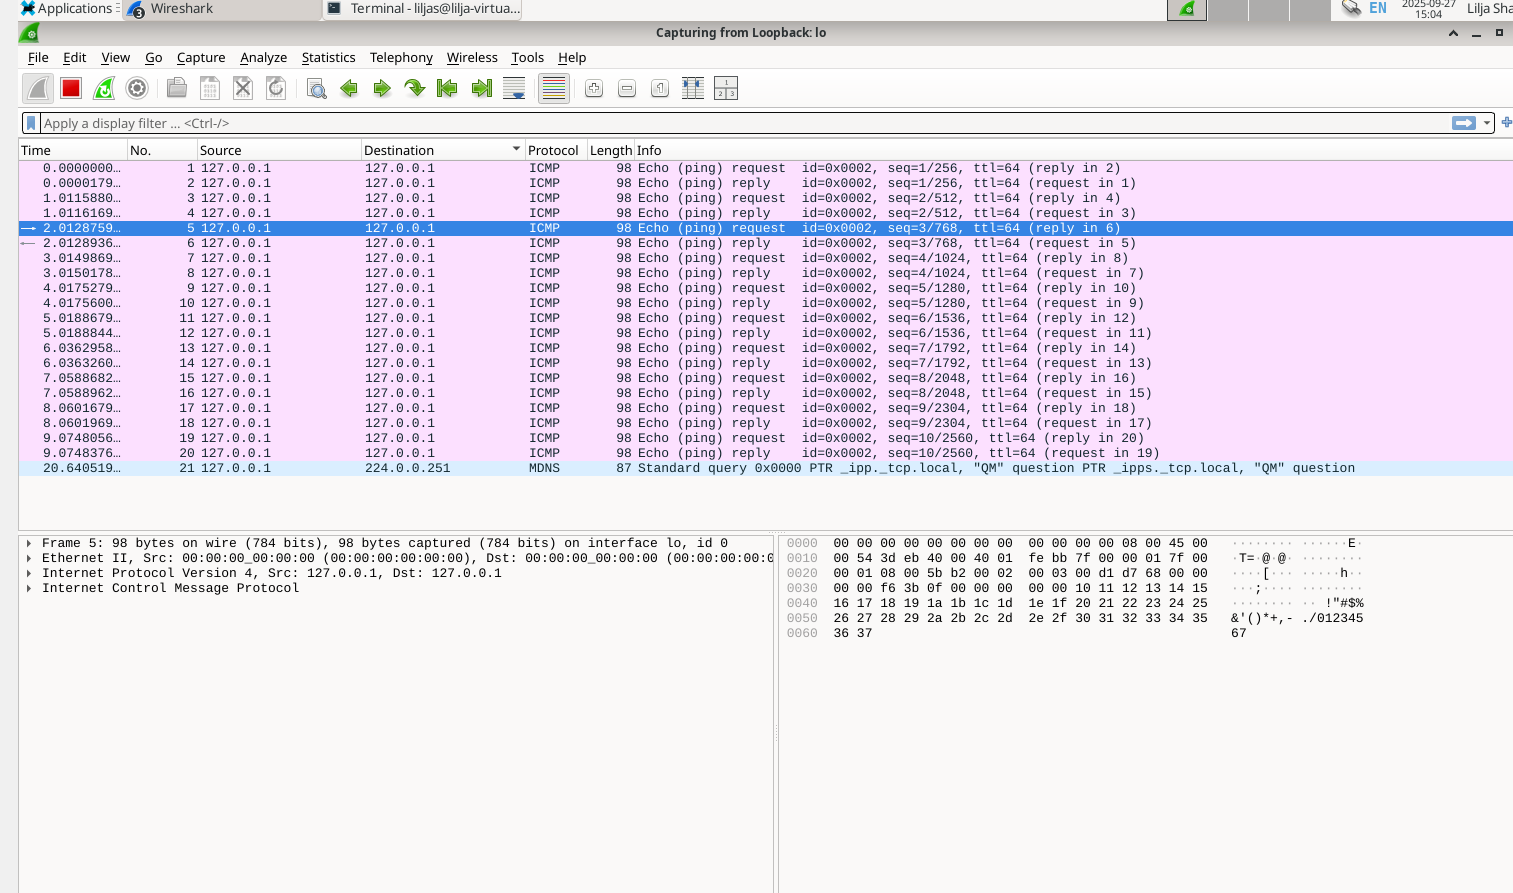 Applications Wireshark Terminal - liljas@lilja-virtua... EN 2025-09-27 15:04 Lilja Sha
3
Capturing from Loopback: lo
File Edit View Go Capture Analyze Statistics Telephony Wireless Tools Help
Apply a display filter ... <Ctrl-/>
Time No. Source Destination Protocol Length Info
0.0000000… 1 127.0.0.1 127.0.0.1 ICMP 98 Echo (ping) request id=0x0002, seq=1/256, ttl=64 (reply in 2)
0.0000179… 2 127.0.0.1 127.0.0.1 ICMP 98 Echo (ping) reply id=0x0002, seq=1/256, ttl=64 (request in 1)
1.0115880… 3 127.0.0.1 127.0.0.1 ICMP 98 Echo (ping) request id=0x0002, seq=2/512, ttl=64 (reply in 4)
1.0116169… 4 127.0.0.1 127.0.0.1 ICMP 98 Echo (ping) reply id=0x0002, seq=2/512, ttl=64 (request in 3)
2.0128759… 5 127.0.0.1 127.0.0.1 ICMP 98 Echo (ping) request id=0x0002, seq=3/768, ttl=64 (reply in 6)
2.0128936… 6 127.0.0.1 127.0.0.1 ICMP 98 Echo (ping) reply id=0x0002, seq=3/768, ttl=64 (request in 5)
3.0149869… 7 127.0.0.1 127.0.0.1 ICMP 98 Echo (ping) request id=0x0002, seq=4/1024, ttl=64 (reply in 8)
3.0150178… 8 127.0.0.1 127.0.0.1 ICMP 98 Echo (ping) reply id=0x0002, seq=4/1024, ttl=64 (request in 7)
4.0175279… 9 127.0.0.1 127.0.0.1 ICMP 98 Echo (ping) request id=0x0002, seq=5/1280, ttl=64 (reply in 10)
4.0175600… 10 127.0.0.1 127.0.0.1 ICMP 98 Echo (ping) reply id=0x0002, seq=5/1280, ttl=64 (request in 9)
5.0188679… 11 127.0.0.1 127.0.0.1 ICMP 98 Echo (ping) request id=0x0002, seq=6/1536, ttl=64 (reply in 12)
5.0188844… 12 127.0.0.1 127.0.0.1 ICMP 98 Echo (ping) reply id=0x0002, seq=6/1536, ttl=64 (request in 11)
6.0362958… 13 127.0.0.1 127.0.0.1 ICMP 98 Echo (ping) request id=0x0002, seq=7/1792, ttl=64 (reply in 14)
6.0363260… 14 127.0.0.1 127.0.0.1 ICMP 98 Echo (ping) reply id=0x0002, seq=7/1792, ttl=64 (request in 13)
7.0588682… 15 127.0.0.1 127.0.0.1 ICMP 98 Echo (ping) request id=0x0002, seq=8/2048, ttl=64 (reply in 16)
7.0588962… 16 127.0.0.1 127.0.0.1 ICMP 98 Echo (ping) reply id=0x0002, seq=8/2048, ttl=64 (request in 15)
8.0601679… 17 127.0.0.1 127.0.0.1 ICMP 98 Echo (ping) request id=0x0002, seq=9/2304, ttl=64 (reply in 18)
8.0601969… 18 127.0.0.1 127.0.0.1 ICMP 98 Echo (ping) reply id=0x0002, seq=9/2304, ttl=64 (request in 17)
9.0748056… 19 127.0.0.1 127.0.0.1 ICMP 98 Echo (ping) request id=0x0002, seq=10/2560, ttl=64 (reply in 20)
9.0748376… 20 127.0.0.1 127.0.0.1 ICMP 98 Echo (ping) reply id=0x0002, seq=10/2560, ttl=64 (request in 19)
20.640519… 21 127.0.0.1 224.0.0.251 MDNS 87 Standard query 0x0000 PTR _ipp._tcp.local, "QM" question PTR _ipps._tcp.local, "QM" question
Frame 5: 98 bytes on wire (784 bits), 98 bytes captured (784 bits) on interface lo, id 0
Ethernet II, Src: 00:00:00_00:00:00 (00:00:00:00:00:00), Dst: 00:00:00_00:00:00 (00:00:00:00:0
Internet Protocol Version 4, Src: 127.0.0.1, Dst: 127.0.0.1
Internet Control Message Protocol
0000 00 00 00 00 00 00 00 00 00 00 00 00 08 00 45 00 ········ ······E·
0010 00 54 3d eb 40 00 40 01 fe bb 7f 00 00 01 7f 00 ·T=·@·@· ········
0020 00 01 08 00 5b b2 00 02 00 03 00 d1 d7 68 00 00 ····[··· ·····h··
0030 00 00 f6 3b 0f 00 00 00 00 00 10 11 12 13 14 15 ···;···· ········
0040 16 17 18 19 1a 1b 1c 1d 1e 1f 20 21 22 23 24 25 ········ ·· !"#$%
0050 26 27 28 29 2a 2b 2c 2d 2e 2f 30 31 32 33 34 35 &'()*+,- ./012345
0060 36 37 67